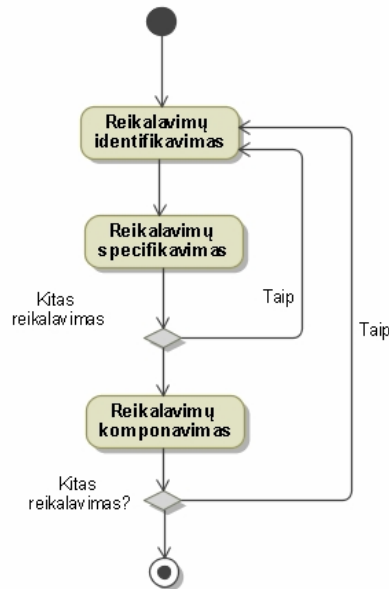 Reikalavimų
identifikavimas
Reikalavimų
specifikavimas
Kitas
reikalavimas
Taip
Taip
Reikalavimų
komponavimas
Kitas
reikalavimas?